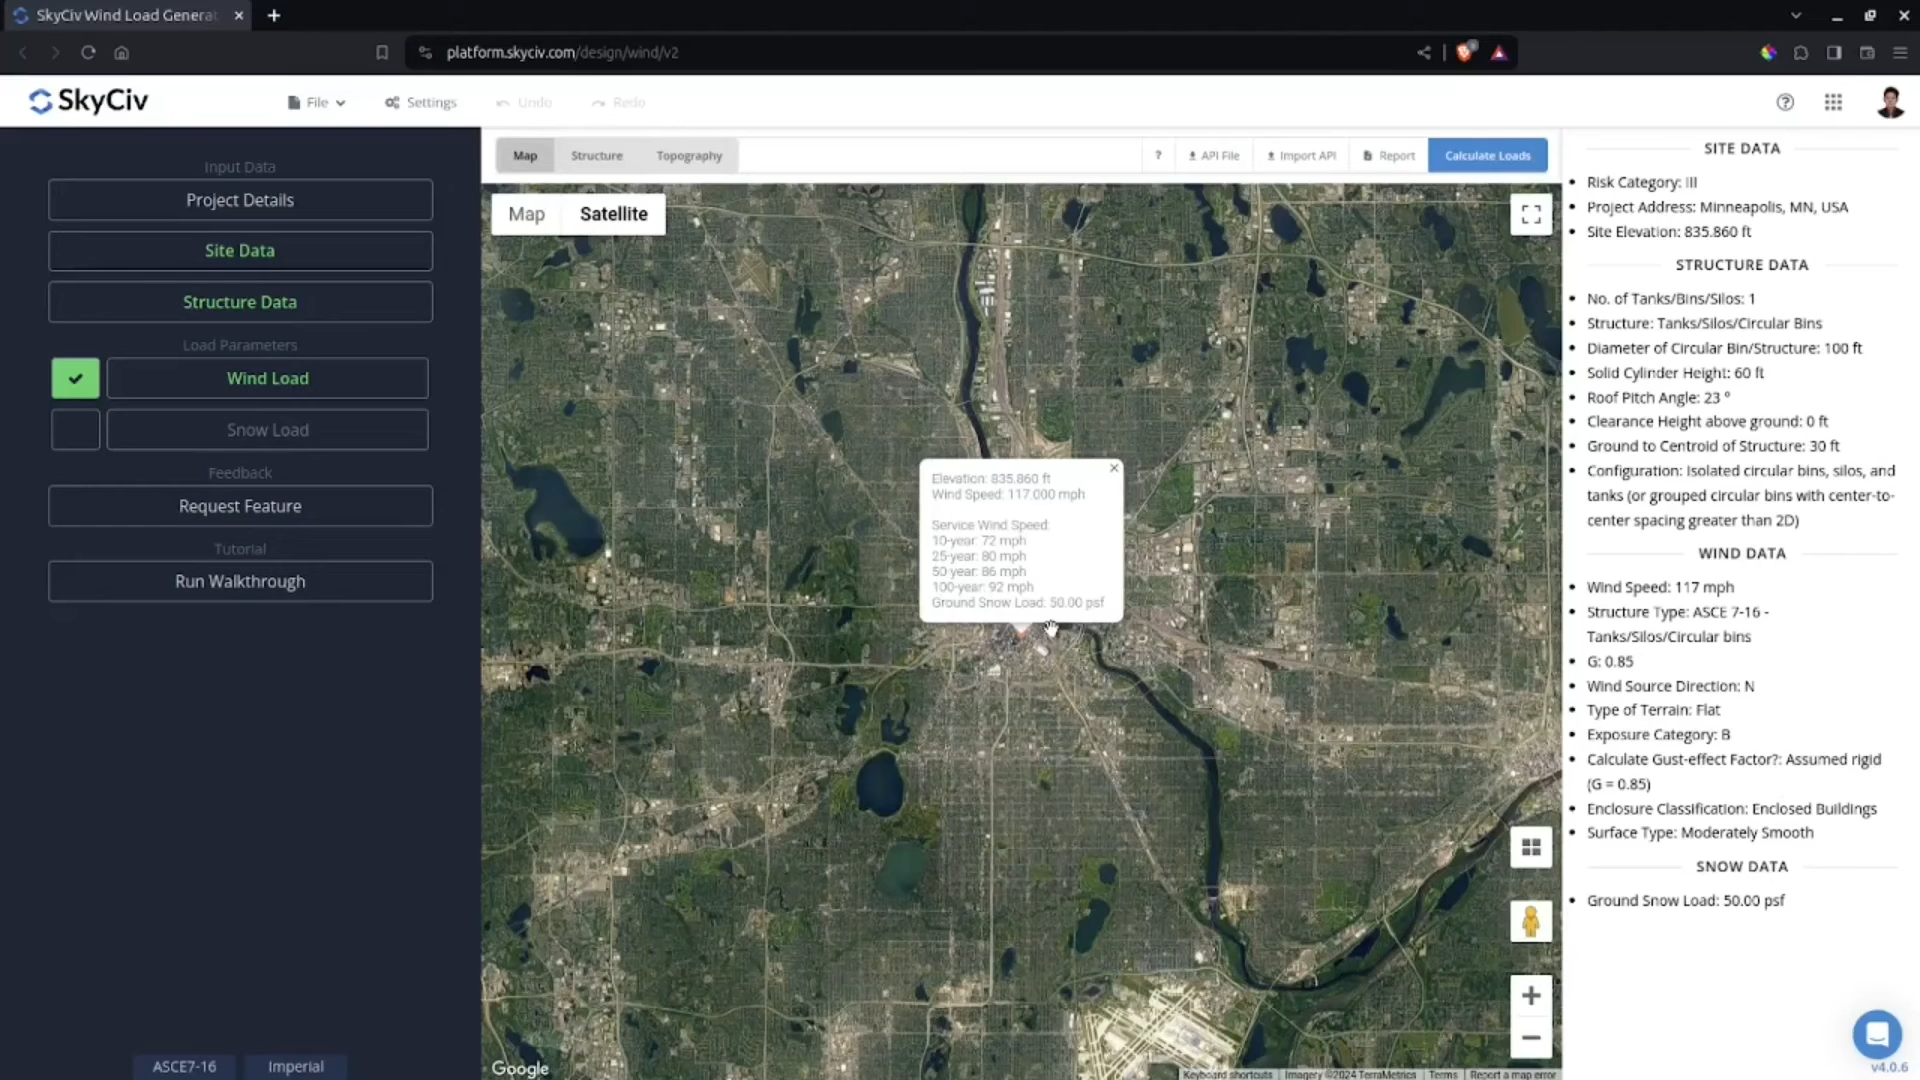 SkyCiv Wind Load Generat
platform.skyciv.com/design/wind/v2
SkyCiv
File
Settings
Undo
Redo
Input Data
Project Details
Site Data
Structure Data
Load Parameters
Wind Load
Snow Load
Feedback
Request Feature
Tutorial
Run Walkthrough
ASCE7-16
Imperial
Map
Structure
Topography
?
API File
Import API
Report
Calculate Loads
Map
Satellite
Elevation: 835.860 ft
Wind Speed: 117.000 mph
Service Wind Speed:
10-year: 72 mph
25-year: 80 mph
50-year: 86 mph
100-year: 92 mph
Ground Snow Load: 50.00 psf
Google
Keyboard shortcuts
Imagery ©2024 TerraMetrics
Terms
Report a map error
SITE DATA
Risk Category: III
Project Address: Minneapolis, MN, USA
Site Elevation: 835.860 ft
STRUCTURE DATA
No. of Tanks/Bins/Silos: 1
Structure: Tanks/Silos/Circular Bins
Diameter of Circular Bin/Structure: 100 ft
Solid Cylinder Height: 60 ft
Roof Pitch Angle: 23 °
Clearance Height above ground: 0 ft
Ground to Centroid of Structure: 30 ft
Configuration: Isolated circular bins, silos, and
tanks (or grouped circular bins with center-to-
center spacing greater than 2D)
WIND DATA
Wind Speed: 117 mph
Structure Type: ASCE 7-16 -
Tanks/Silos/Circular bins
G: 0.85
Wind Source Direction: N
Type of Terrain: Flat
Exposure Category: B
Calculate Gust-effect Factor?: Assumed rigid
(G = 0.85)
Enclosure Classification: Enclosed Buildings
Surface Type: Moderately Smooth
SNOW DATA
Ground Snow Load: 50.00 psf
v4.0.6